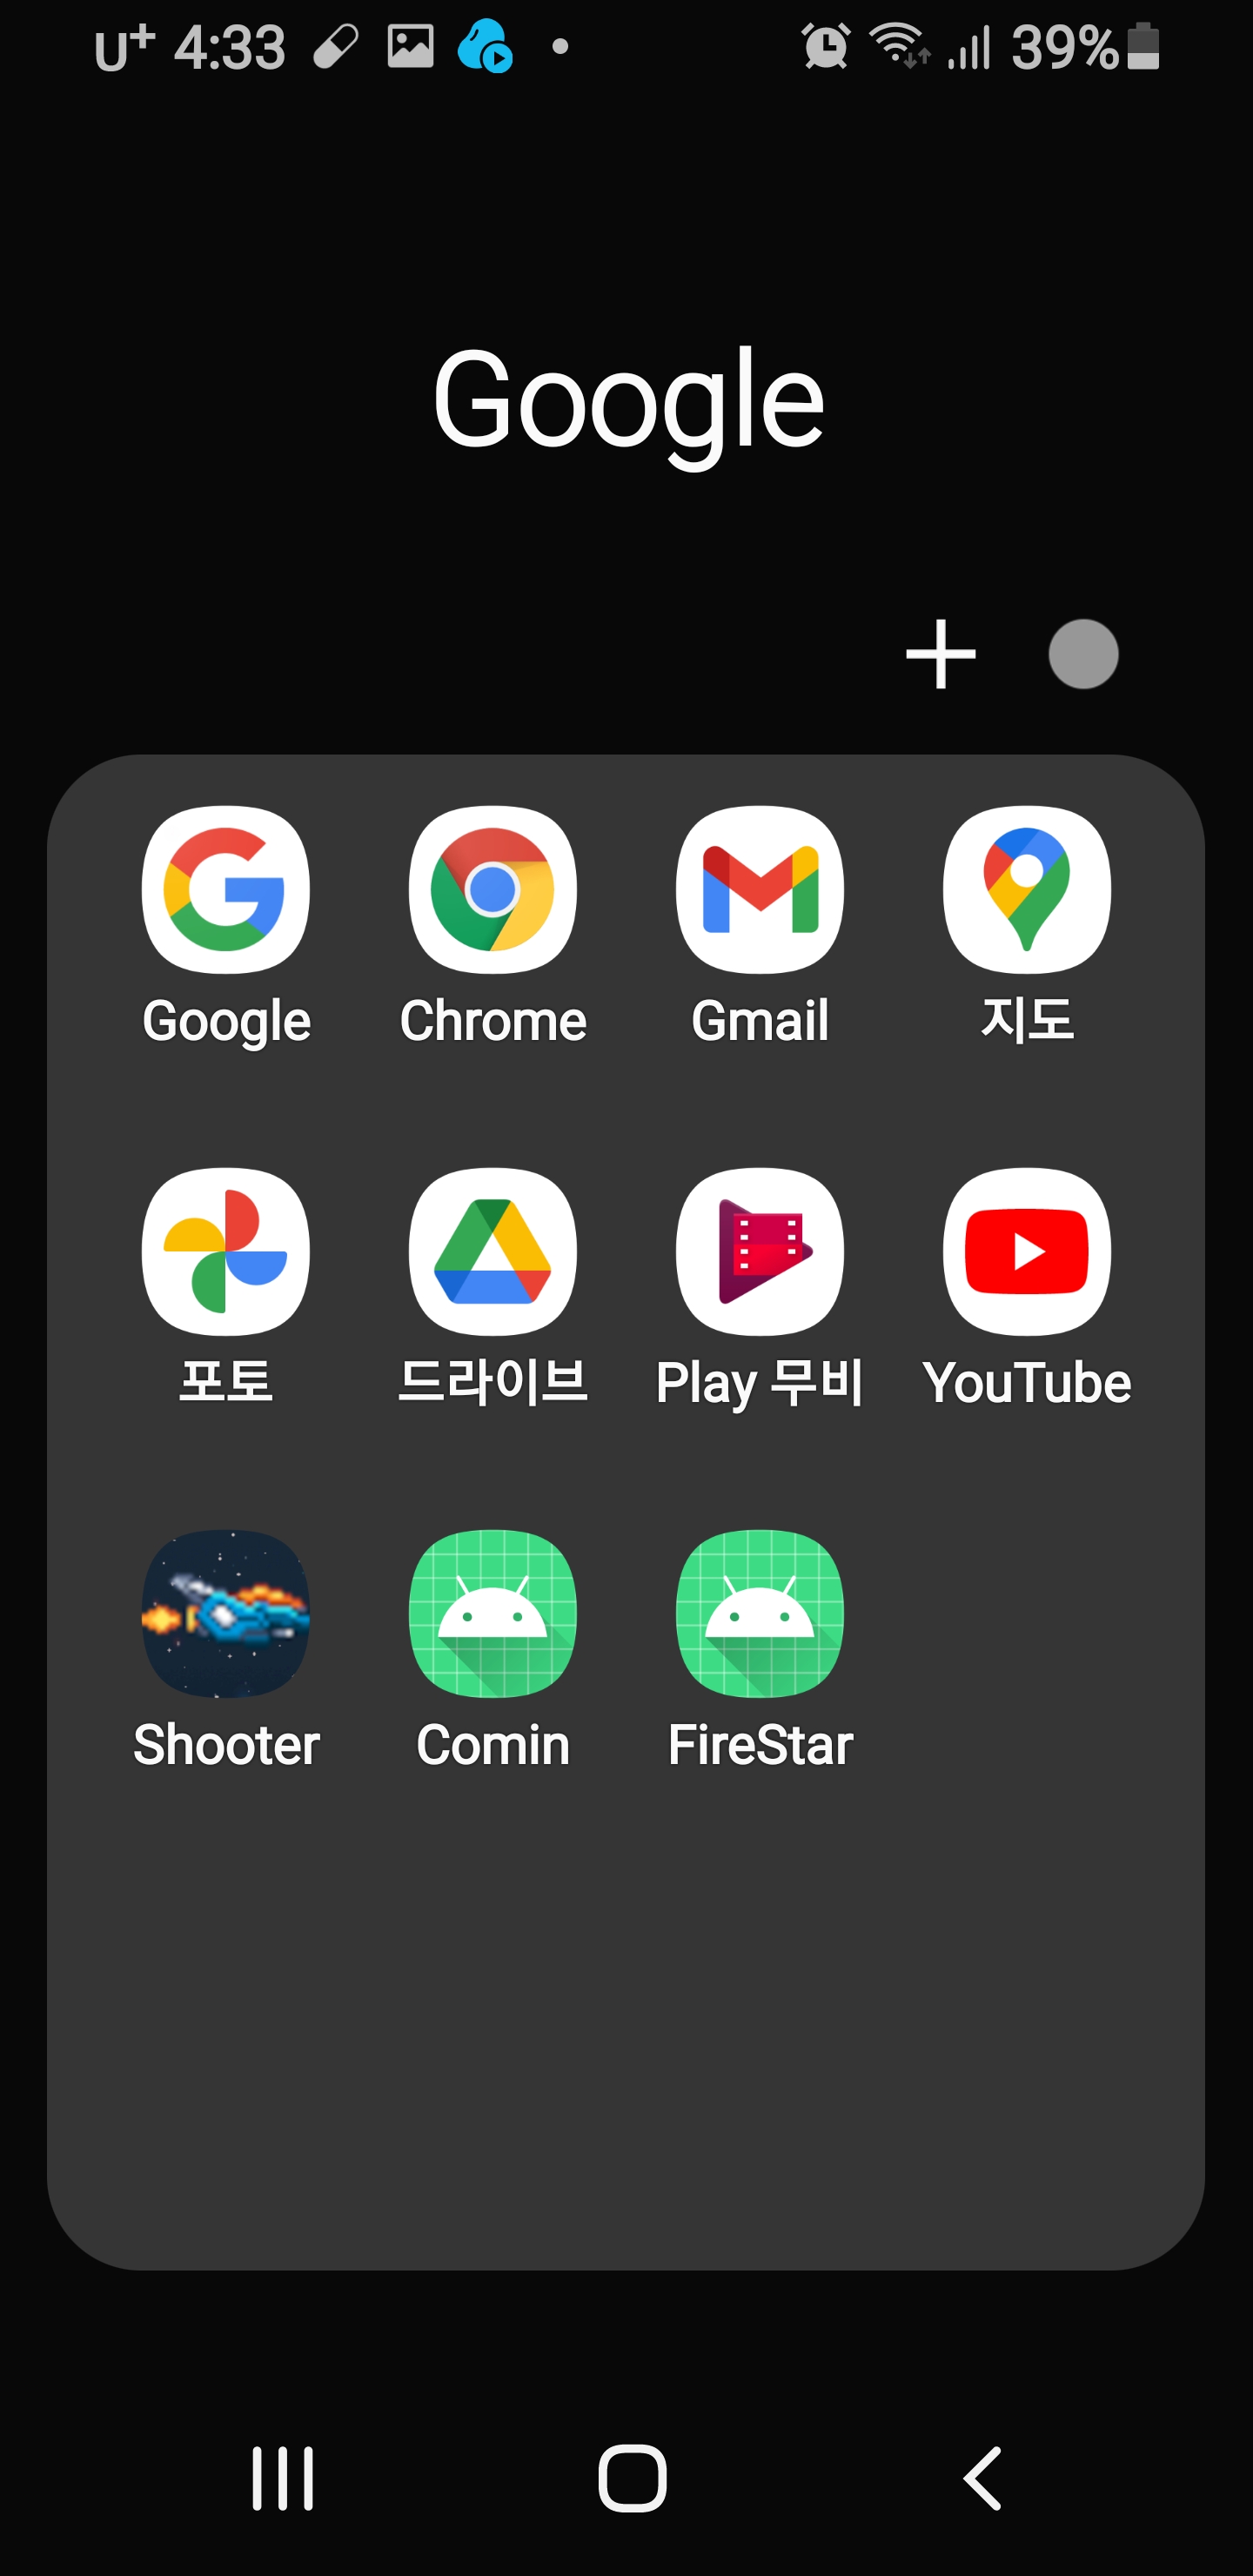 U+ 4:33 39%
Google
Google Chrome Gmail 지도
포토 드라이브 Play 무비 YouTube
Shooter Comin FireStar